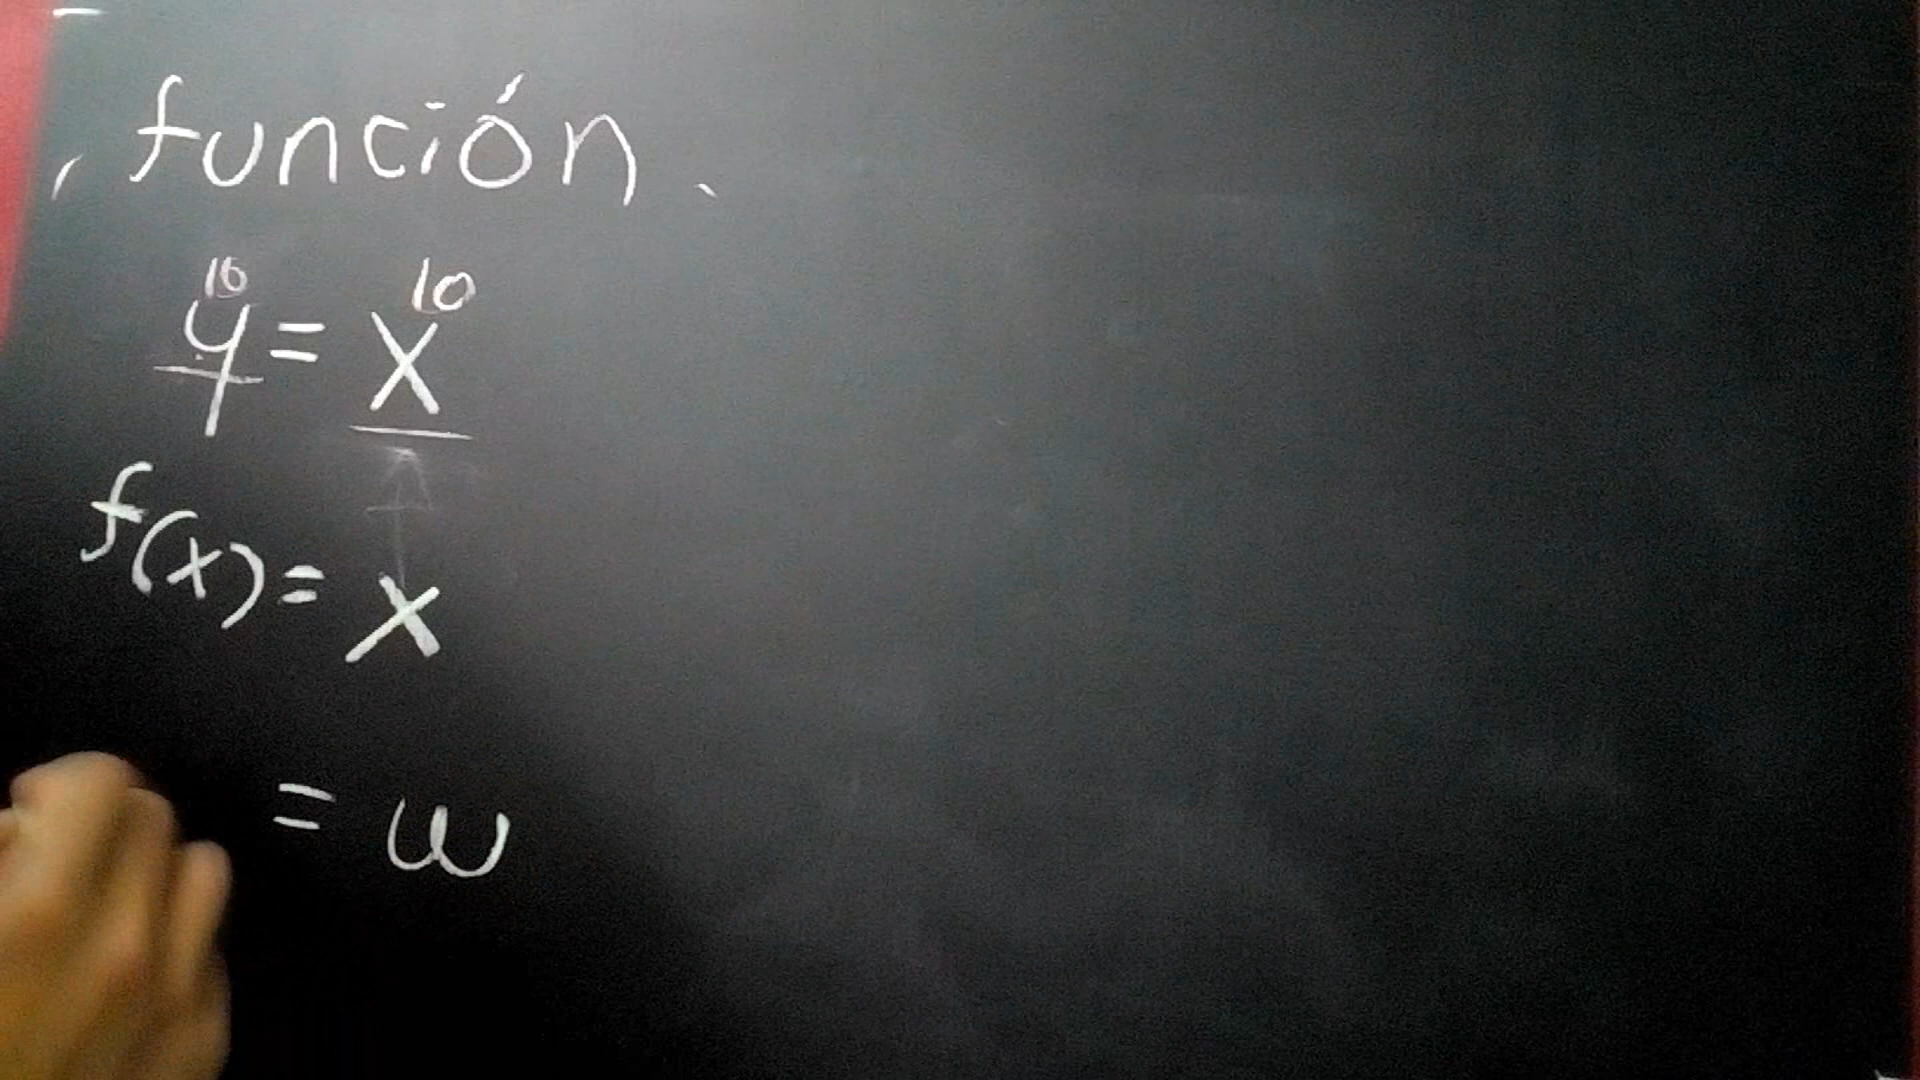 , función.
10 10
y = x
f(x) = x
= w